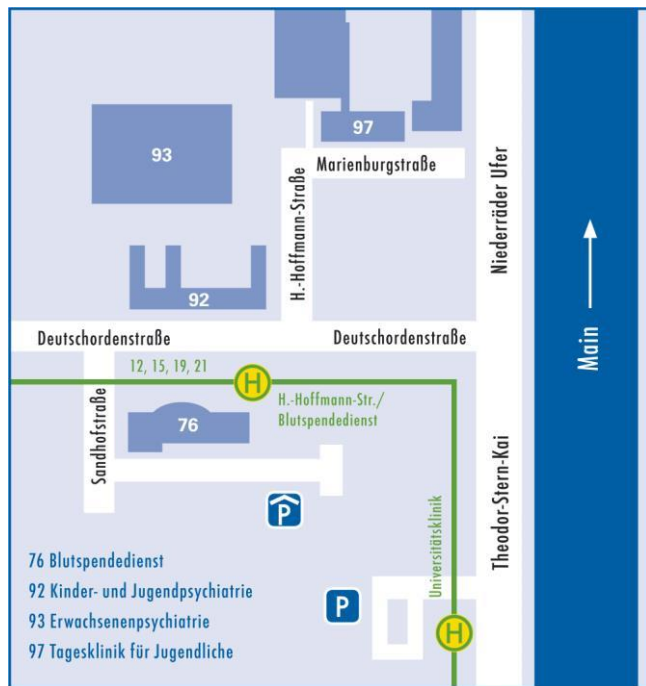 97
Marienburgstraße
93
H.-Hoffmann-Straße
Niederräder Ufer
92
Main
Deutschordenstraße
Deutschordenstraße
12, 15, 19, 21
H
H.-Hoffmann-Str./
Blutspendedienst
76
Sandhofstraße
Theodor-Stern-Kai
P
Universitätsklinik
76 Blutspendedienst
92 Kinder- und Jugendpsychiatrie
93 Erwachsenenpsychiatrie
97 Tagesklinik für Jugendliche
P
H